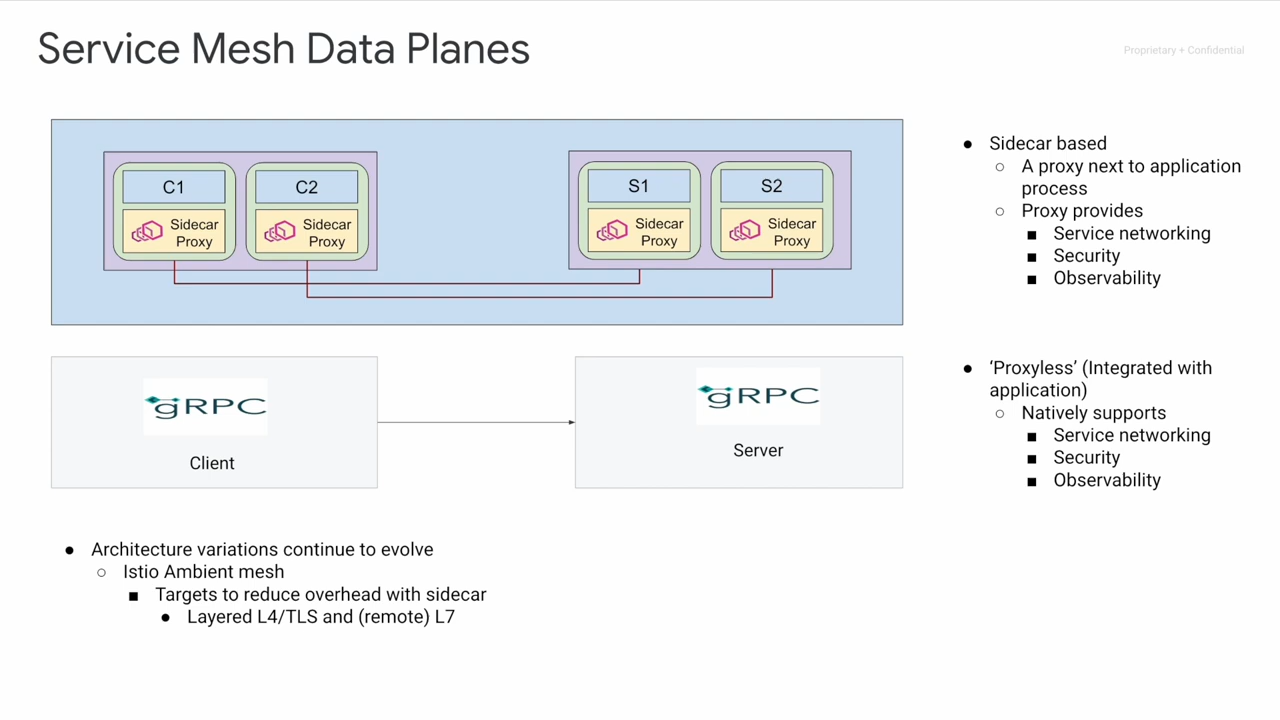 Service Mesh Data Planes
Proprietary + Confidential
C1
C2
S1
S2
Sidecar
Proxy
Sidecar
Proxy
Sidecar
Proxy
Sidecar
Proxy
● Sidecar based
○ A proxy next to application
process
○ Proxy provides
■ Service networking
■ Security
■ Observability
gRPC
Client
gRPC
Server
● ‘Proxyless’ (Integrated with
application)
○ Natively supports
■ Service networking
■ Security
■ Observability
● Architecture variations continue to evolve
○ Istio Ambient mesh
■ Targets to reduce overhead with sidecar
● Layered L4/TLS and (remote) L7